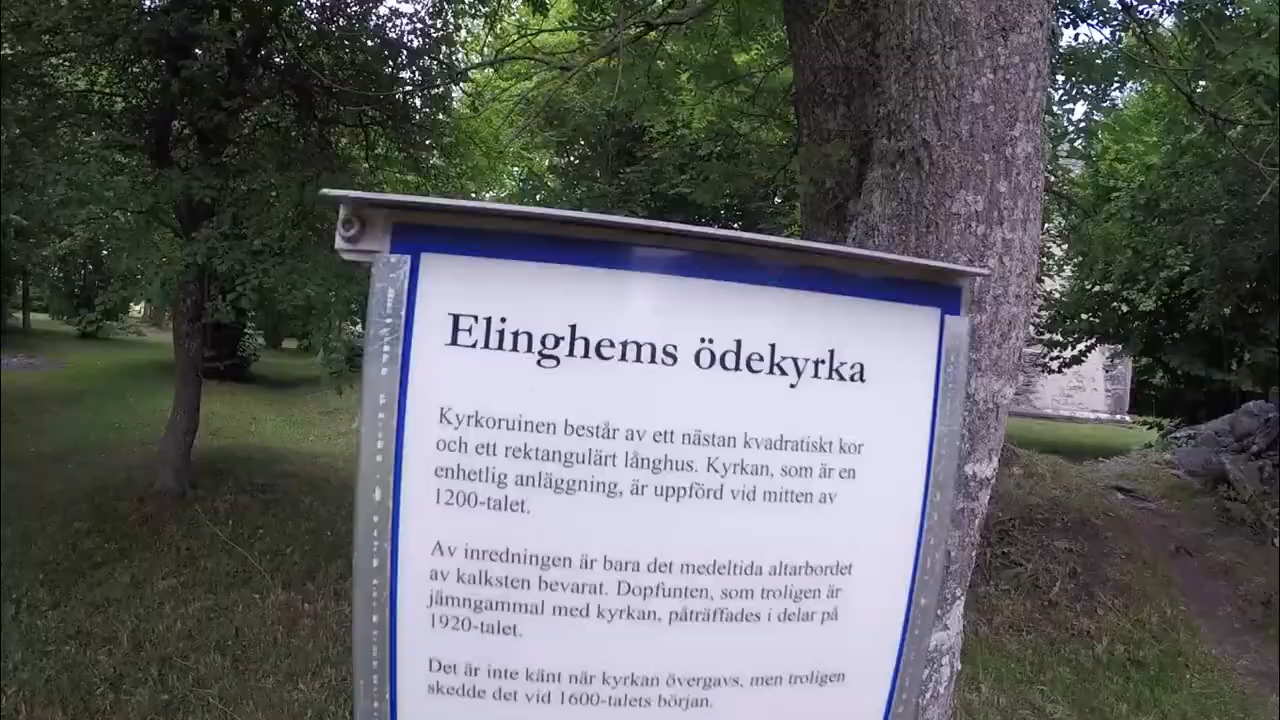 Elinghems ödekyrka
Kyrkoruinen består av ett nästan kvadratiskt kor
och ett rektangulärt långhus. Kyrkan, som är en
enhetlig anläggning, är uppförd vid mitten av
1200-talet.
Av inredningen är bara det medeltida altarbordet
av kalksten bevarat. Dopfunten, som troligen är
jämngammal med kyrkan, påträffades i delar på
1920-talet.
Det är inte känt när kyrkan övergavs, men troligen
skedde det vid 1600-talets början.